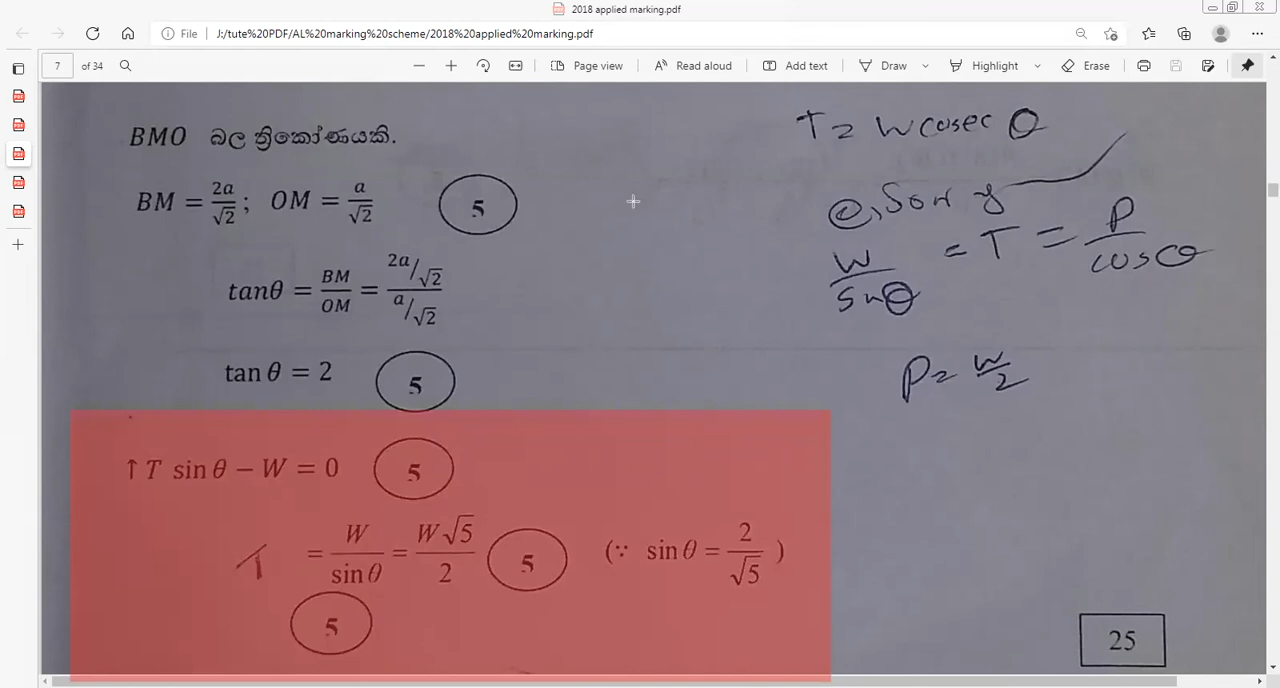 2018 applied marking.pdf
File J:/tute%20PDF/AL%20marking%20scheme/2018%20applied%20marking.pdf
7 of 34 Page view Read aloud Add text Draw Highlight Erase
BMO බල ත්‍රිකෝණයකි.
BM = 2a/√2 ; OM = a/√2 5
tanθ = BM/OM = (2a/√2)/(a/√2)
tan θ = 2 5
↑ T sin θ − W = 0 5
T = W/sin θ = W√5/2 5 (∵ sin θ = 2/√5 )
5
T = W cosec θ
W/sinθ = T = P/cosθ
P = W/2
25